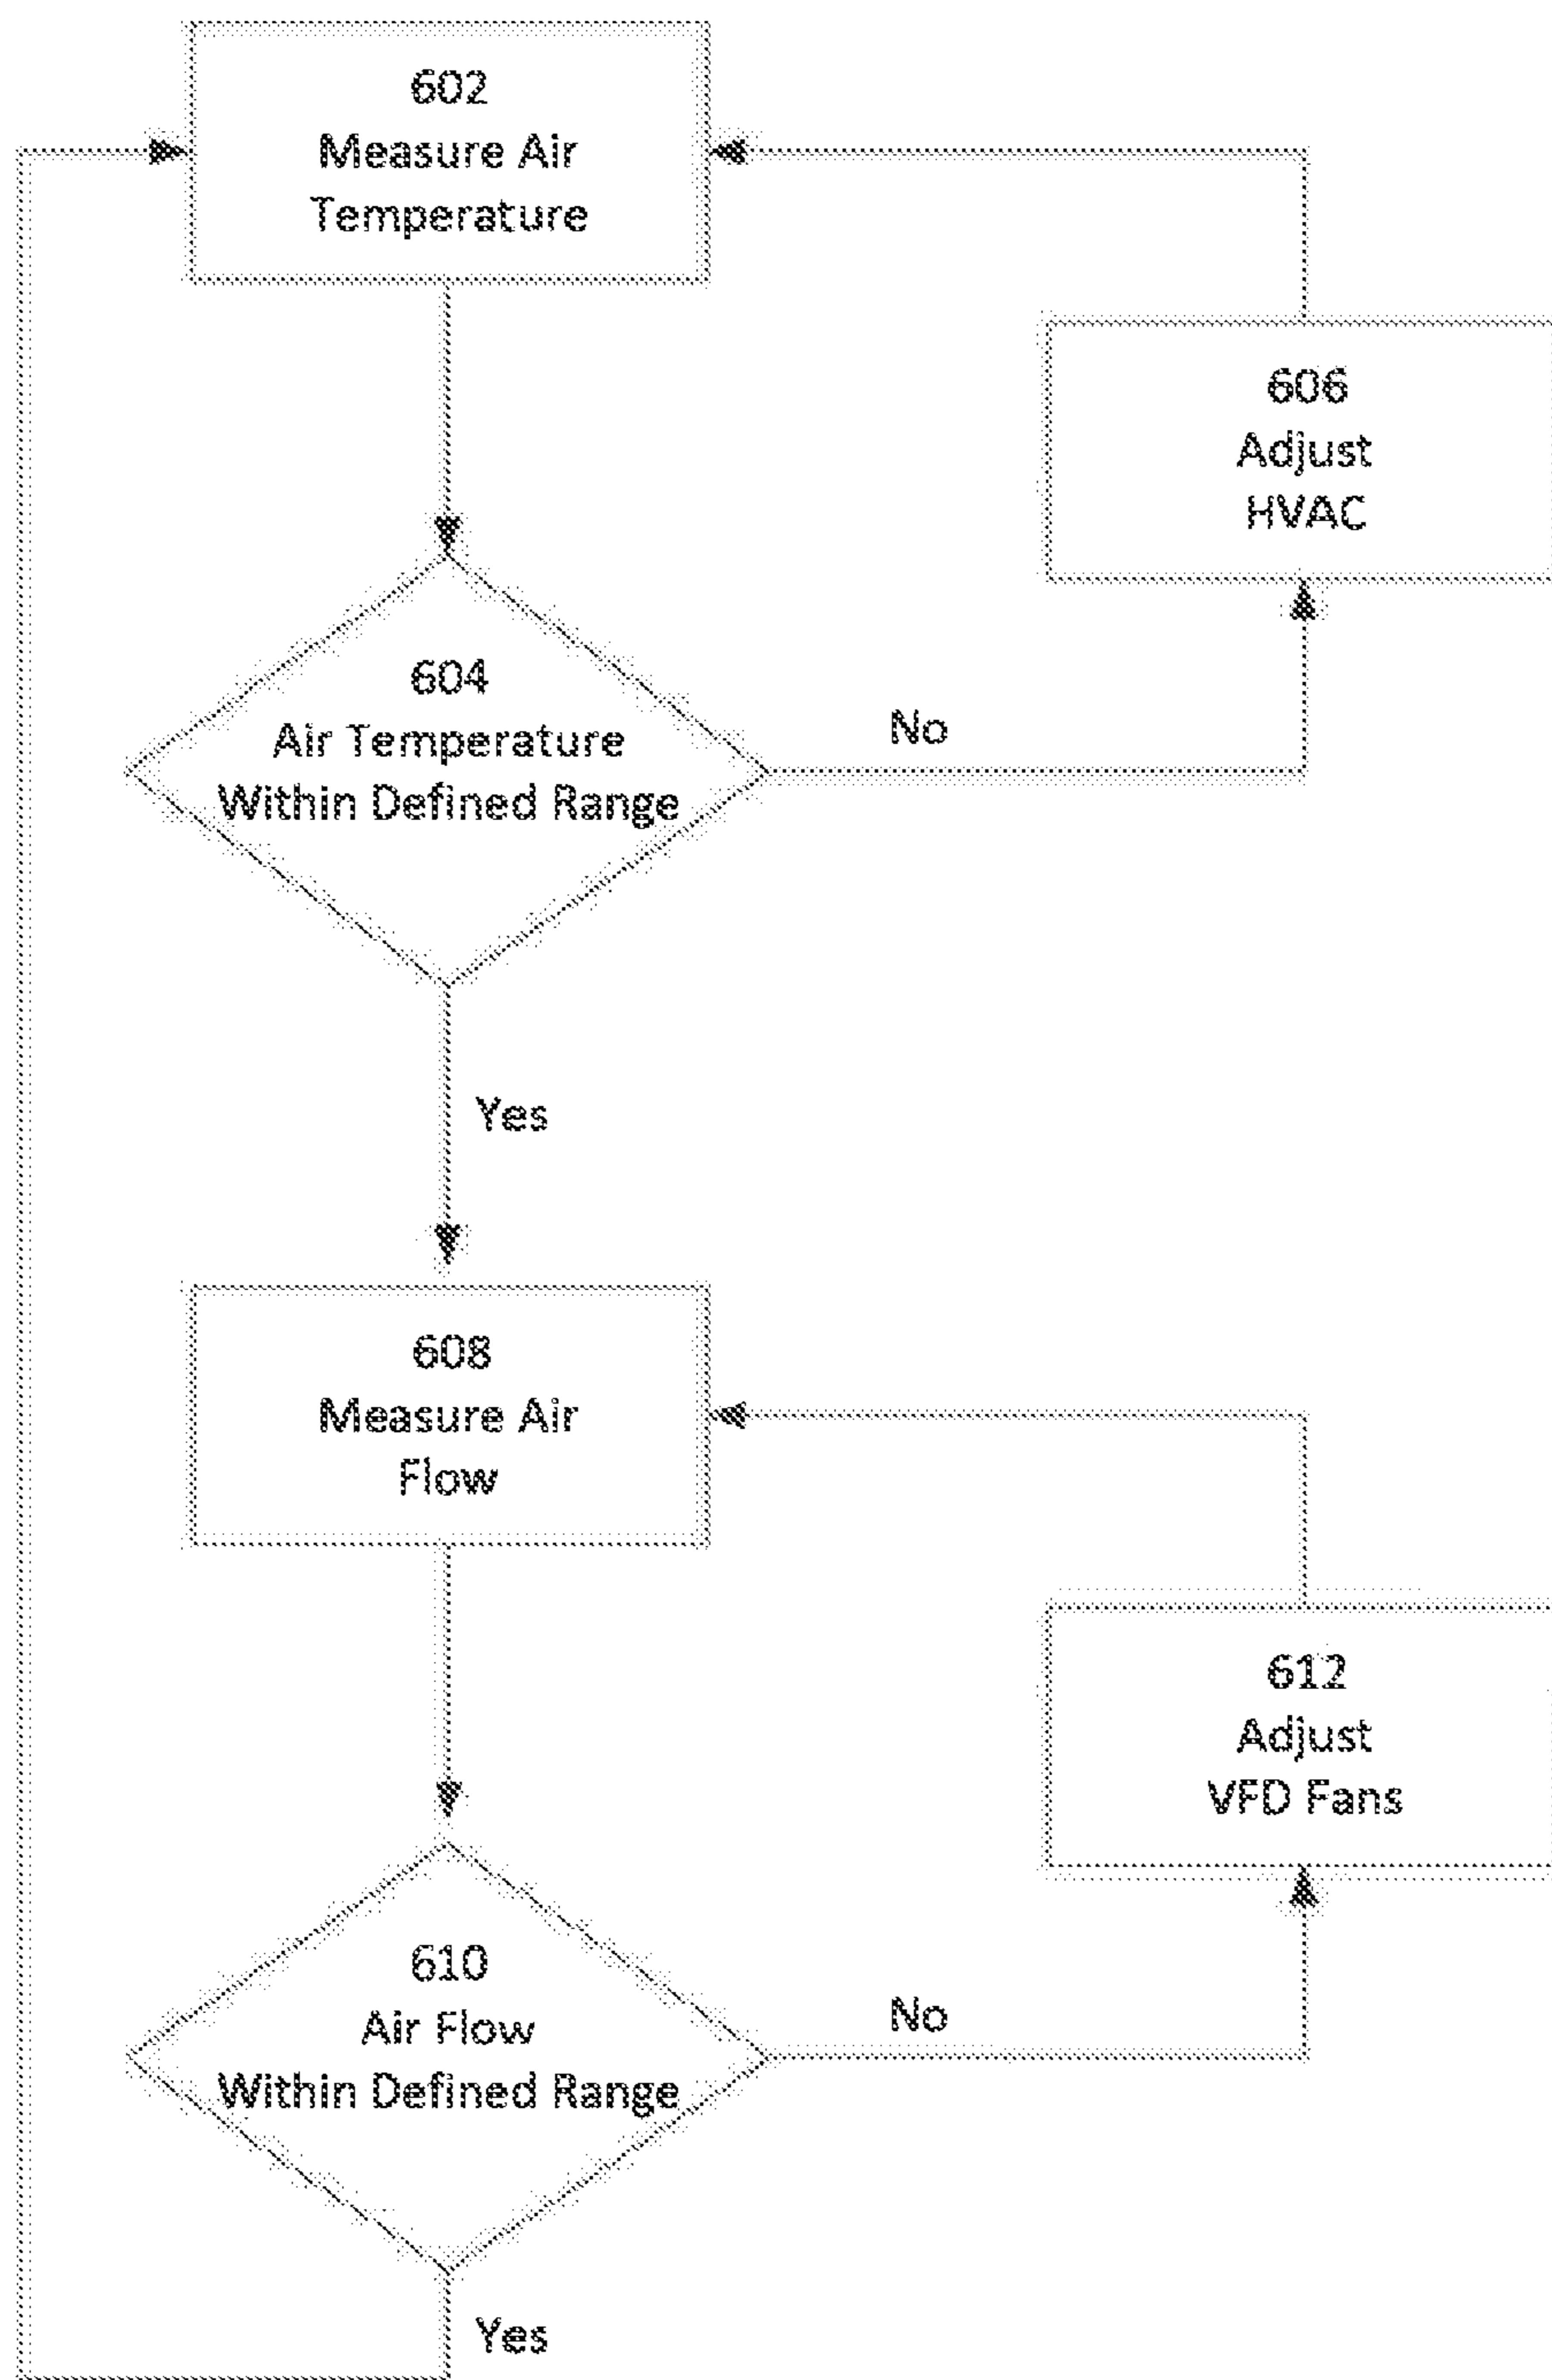 602
Measure Air
Temperature
606
Adjust
HVAC
604
Air Temperature
Within Defined Range
No
Yes
608
Measure Air
Flow
612
Adjust
VFD Fans
610
Air Flow
Within Defined Range
No
Yes